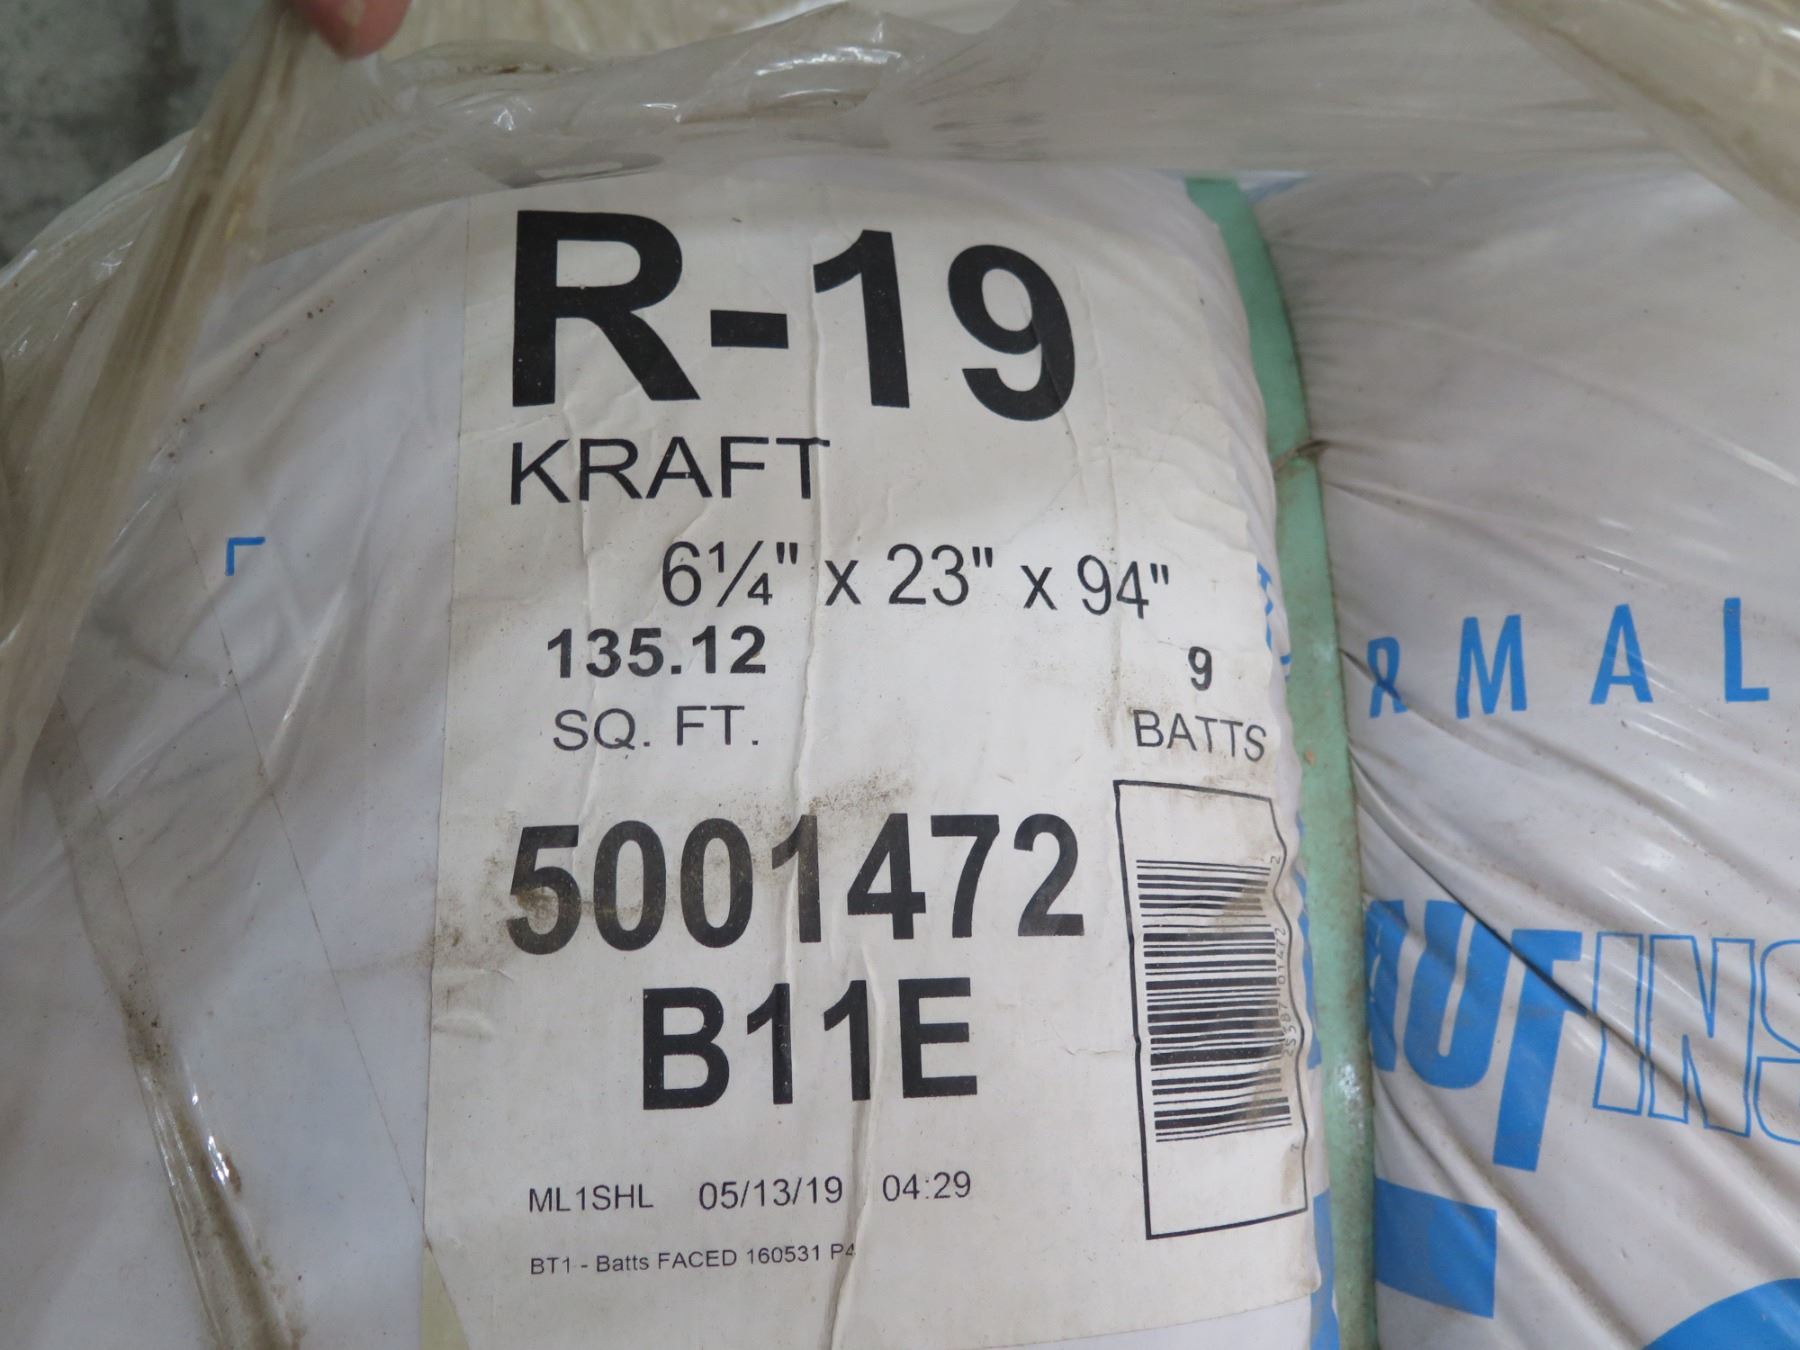 R-19
KRAFT
6¼" x 23" x 94"
135.12 9
SQ. FT. BATTS
5001472
B11E
ML1SHL 05/13/19 04:29
BT1 - Batts FACED 160531 P4
RMAL
INS